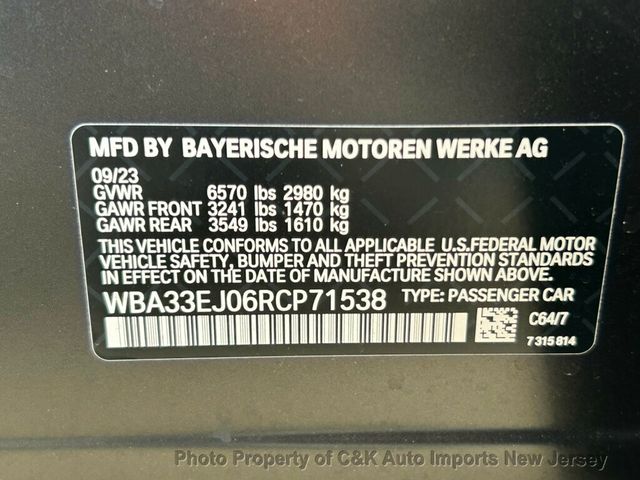 MFD BY BAYERISCHE MOTOREN WERKE AG
09/23
GVWR 6570 lbs 2980 kg
GAWR FRONT 3241 lbs 1470 kg
GAWR REAR 3549 lbs 1610 kg
THIS VEHICLE CONFORMS TO ALL APPLICABLE U.S.FEDERAL MOTOR
VEHICLE SAFETY, BUMPER AND THEFT PREVENTION STANDARDS
IN EFFECT ON THE DATE OF MANUFACTURE SHOWN ABOVE.
WBA33EJ06RCP71538 TYPE: PASSENGER CAR
C64/7
7315814
Photo Property of C&K Auto Imports New Jersey